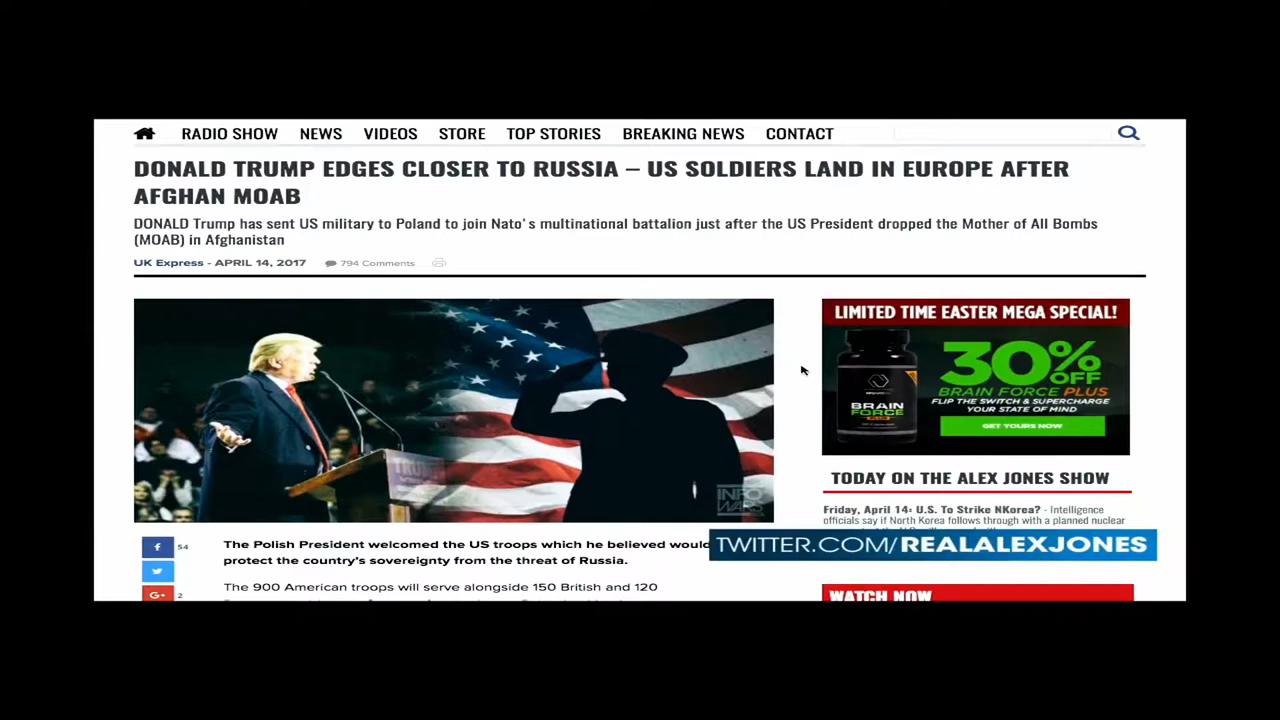 RADIO SHOW NEWS VIDEOS STORE TOP STORIES BREAKING NEWS CONTACT
DONALD TRUMP EDGES CLOSER TO RUSSIA – US SOLDIERS LAND IN EUROPE AFTER
AFGHAN MOAB
DONALD Trump has sent US military to Poland to join Nato's multinational battalion just after the US President dropped the Mother of All Bombs
(MOAB) in Afghanistan
UK Express - APRIL 14, 2017 794 Comments
TRUMP
INFO
WARS
LIMITED TIME EASTER MEGA SPECIAL!
BRAIN
FORCE
PLUS
30% OFF
BRAIN FORCE PLUS
FLIP THE SWITCH & SUPERCHARGE
YOUR STATE OF MIND
GET YOURS NOW
TODAY ON THE ALEX JONES SHOW
Friday, April 14: U.S. To Strike NKorea? - Intelligence
officials say if North Korea follows through with a planned nuclear
TWITTER.COM/REALALEXJONES
WATCH NOW
f 54
G+ 2
The Polish President welcomed the US troops which he believed would
protect the country's sovereignty from the threat of Russia.
The 900 American troops will serve alongside 150 British and 120